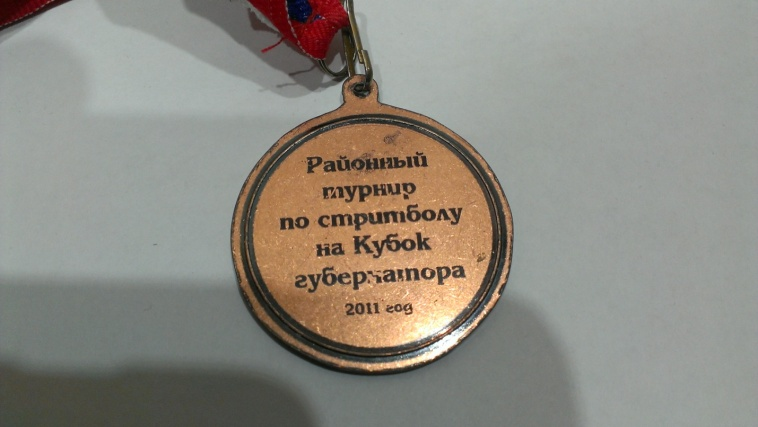 Районный
турнир
по стритболу
на Кубок
губернатора
2011 год